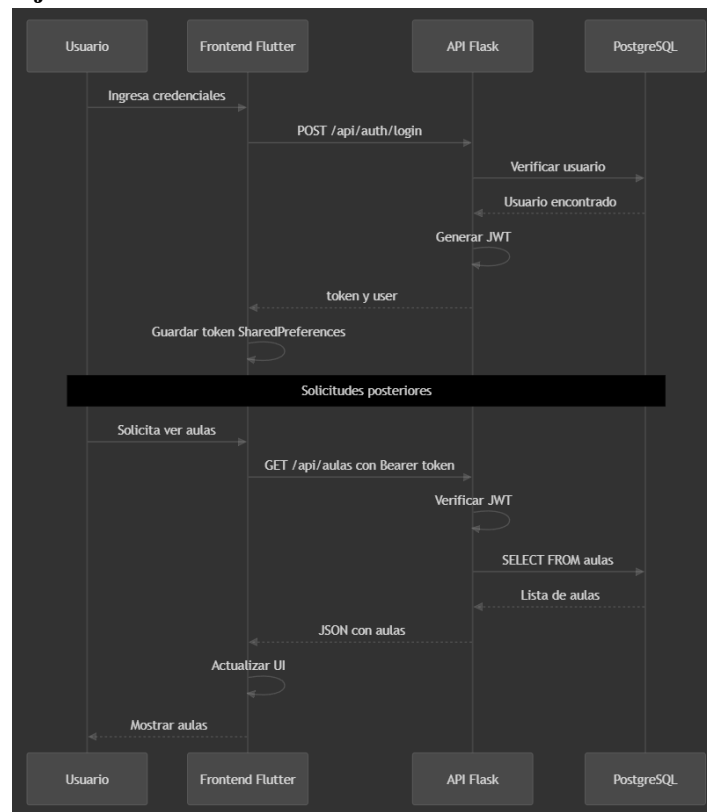 Usuario
Frontend Flutter
API Flask
PostgreSQL
Ingresa credenciales
POST /api/auth/login
Verificar usuario
Usuario encontrado
Generar JWT
token y user
Guardar token SharedPreferences
Solicitudes posteriores
Solicita ver aulas
GET /api/aulas con Bearer token
Verificar JWT
SELECT FROM aulas
Lista de aulas
JSON con aulas
Actualizar UI
Mostrar aulas
Usuario
Frontend Flutter
API Flask
PostgreSQL